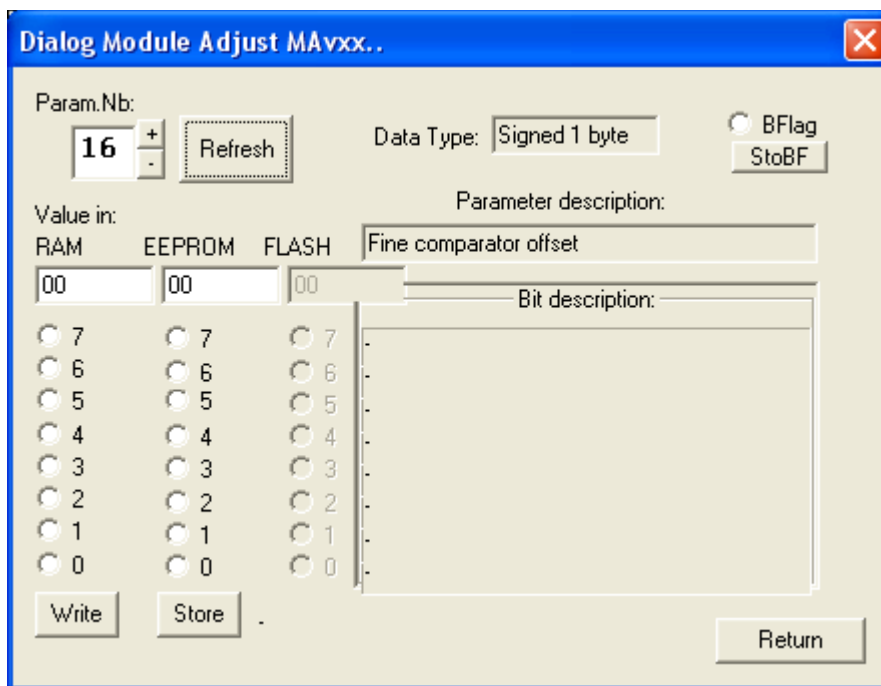 Dialog Module Adjust MAvxx..
Param.Nb:
16 + -
Refresh
Data Type: Signed 1 byte
BFlag
StoBF
Value in:
RAM EEPROM FLASH
00 00 00
Parameter description:
Fine comparator offset
Bit description:
7 7 7 -
6 6 6 -
5 5 5 -
4 4 4 -
3 3 3 -
2 2 2 -
1 1 1 -
0 0 0 -
Write Store .
Return